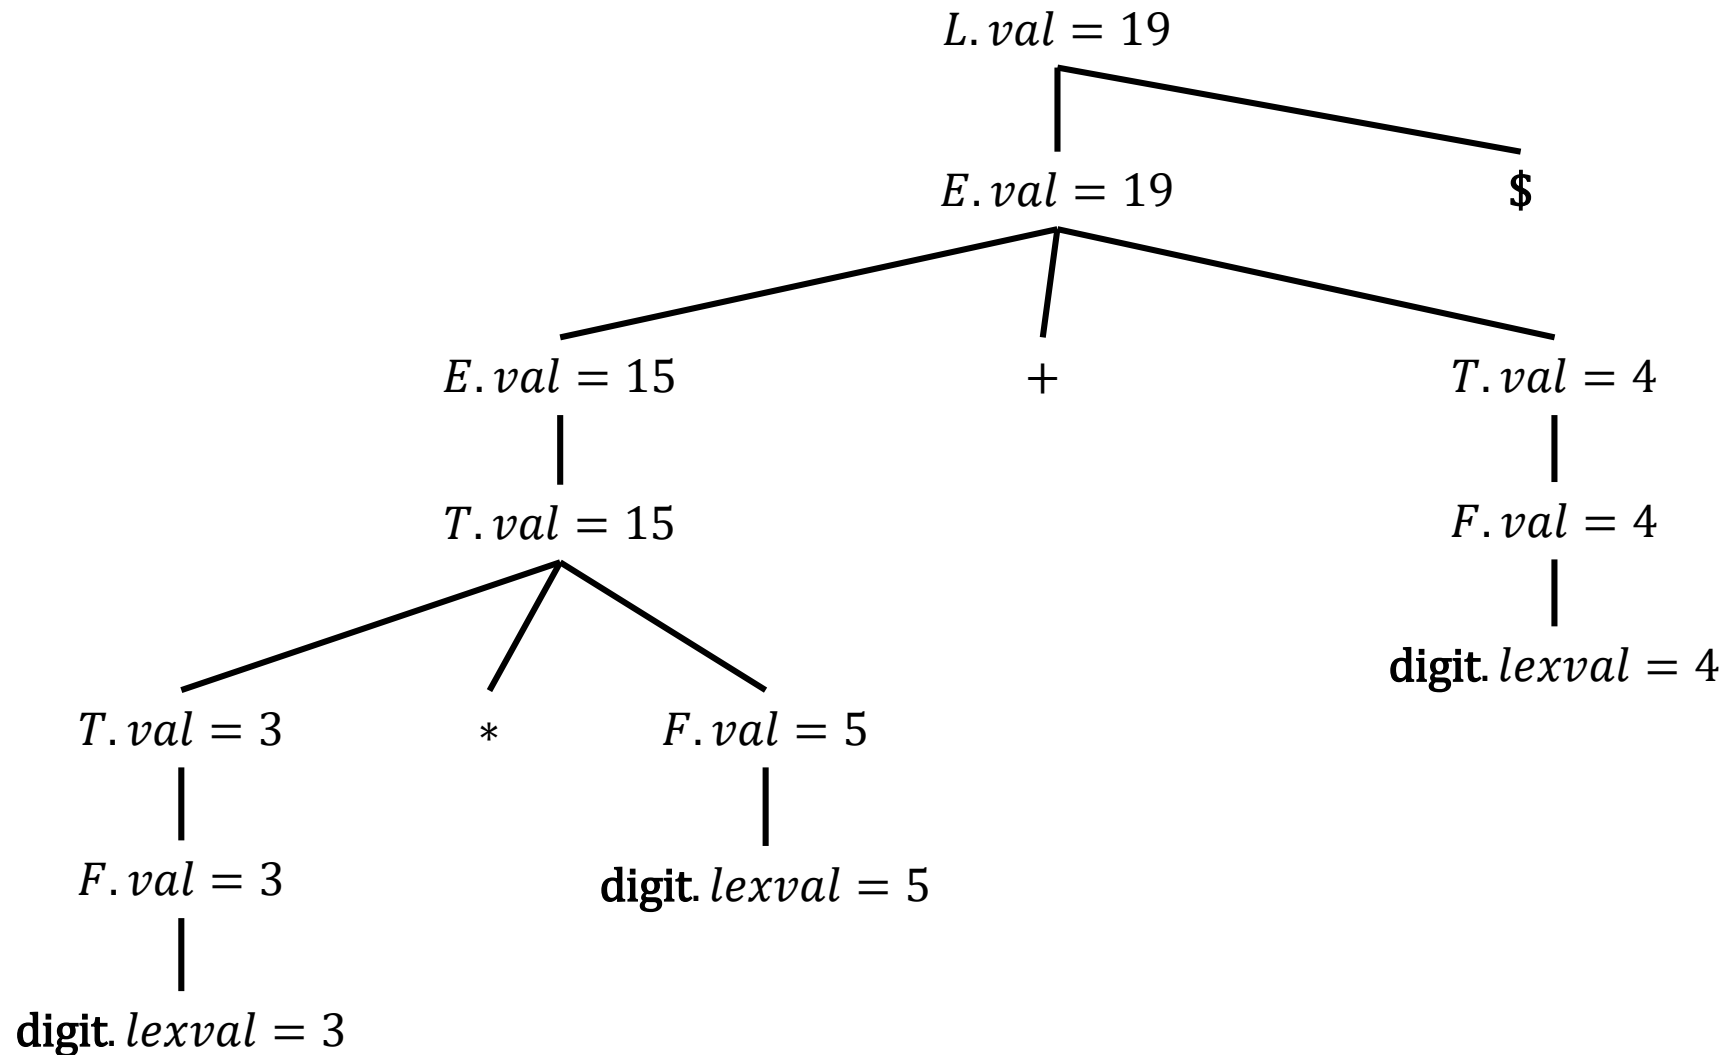 L.val = 19
E.val = 19 $
E.val = 15 + T.val = 4
T.val = 15 F.val = 4
digit.lexval = 4
T.val = 3 * F.val = 5
F.val = 3 digit.lexval = 5
digit.lexval = 3